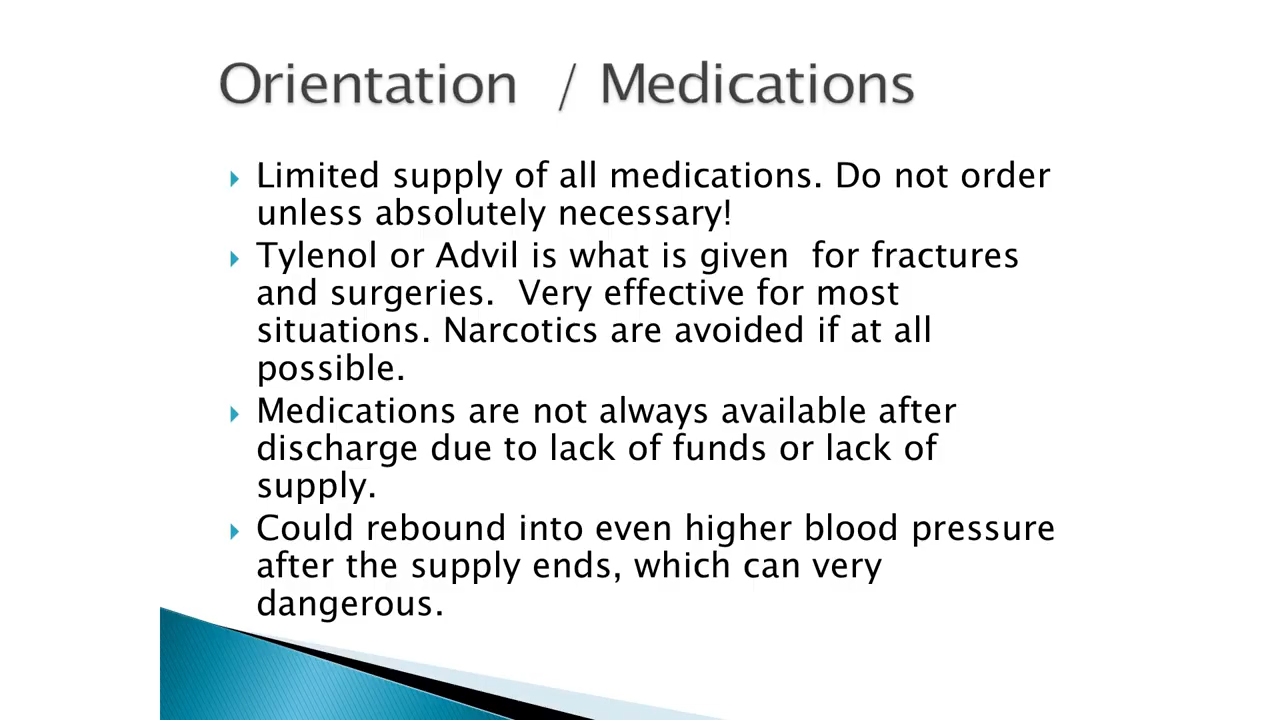 Orientation / Medications
Limited supply of all medications. Do not order
unless absolutely necessary!
Tylenol or Advil is what is given for fractures
and surgeries. Very effective for most
situations. Narcotics are avoided if at all
possible.
Medications are not always available after
discharge due to lack of funds or lack of
supply.
Could rebound into even higher blood pressure
after the supply ends, which can very
dangerous.